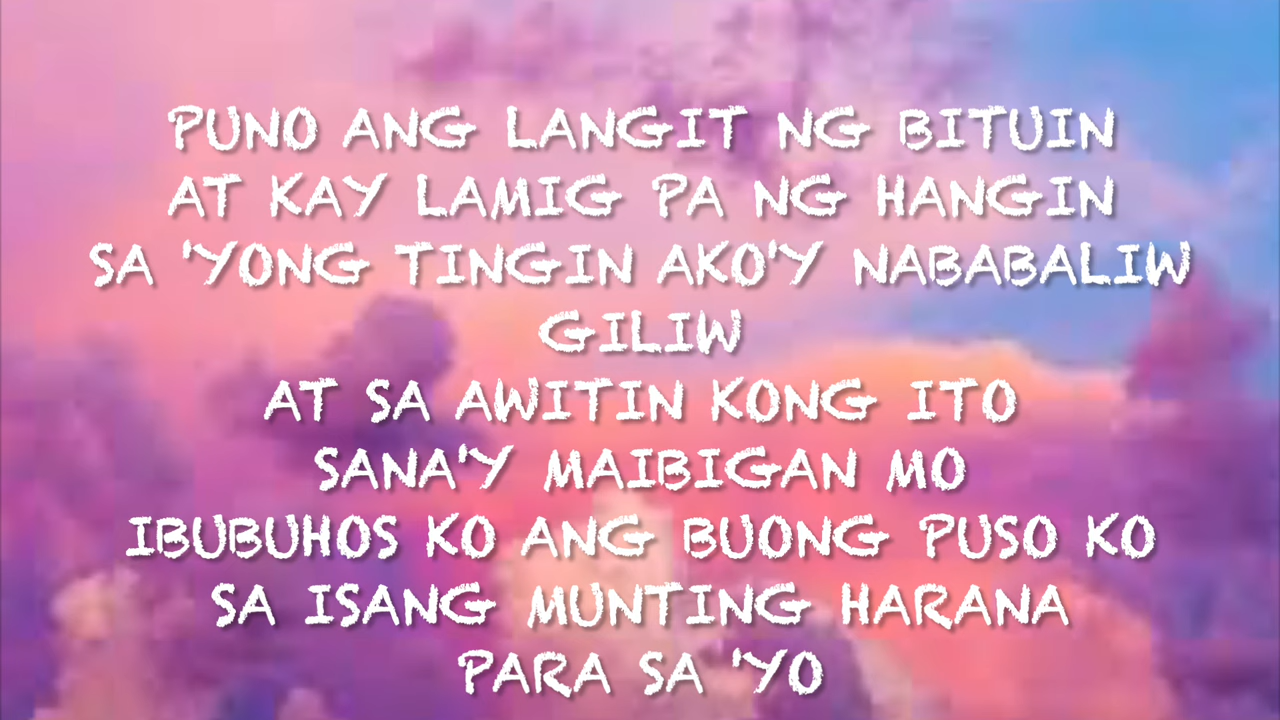 PUNO ANG LANGIT NG BITUIN
AT KAY LAMIG PA NG HANGIN
SA 'YONG TINGIN AKO'Y NABABALIW
GILIW
AT SA AWITIN KONG ITO
SANA'Y MAIBIGAN MO
IBUBUHOS KO ANG BUONG PUSO KO
SA ISANG MUNTING HARANA
PARA SA 'YO